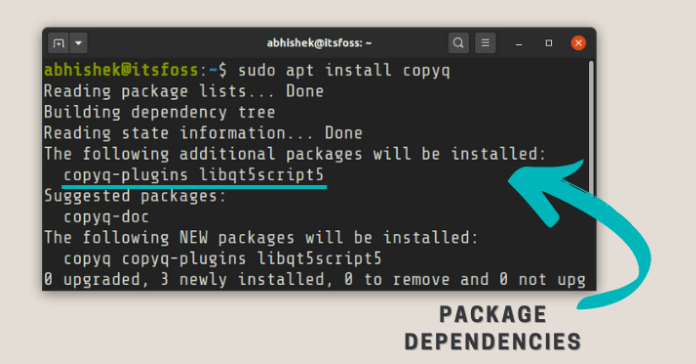 abhishek@itsfoss: ~
abhishek@itsfoss:~$ sudo apt install copyq
Reading package lists... Done
Building dependency tree
Reading state information... Done
The following additional packages will be installed:
copyq-plugins libqt5script5
Suggested packages:
copyq-doc
The following NEW packages will be installed:
copyq copyq-plugins libqt5script5
0 upgraded, 3 newly installed, 0 to remove and 0 not upg
PACKAGE
DEPENDENCIES